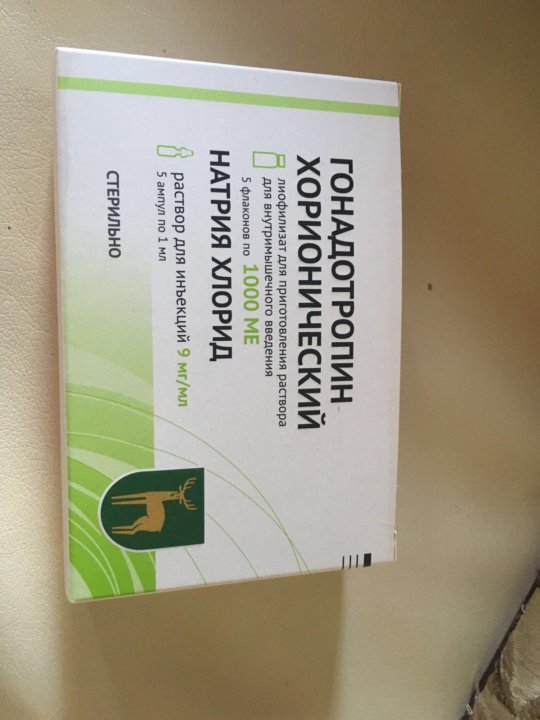 ГОНАДОТРОПИН
ХОРИОНИЧЕСКИЙ
лиофилизат для приготовления раствора
для внутримышечного введения
5 флаконов по 1000 МЕ
НАТРИЯ ХЛОРИД
раствор для инъекций 9 мг/мл
5 ампул по 1 мл
СТЕРИЛЬНО